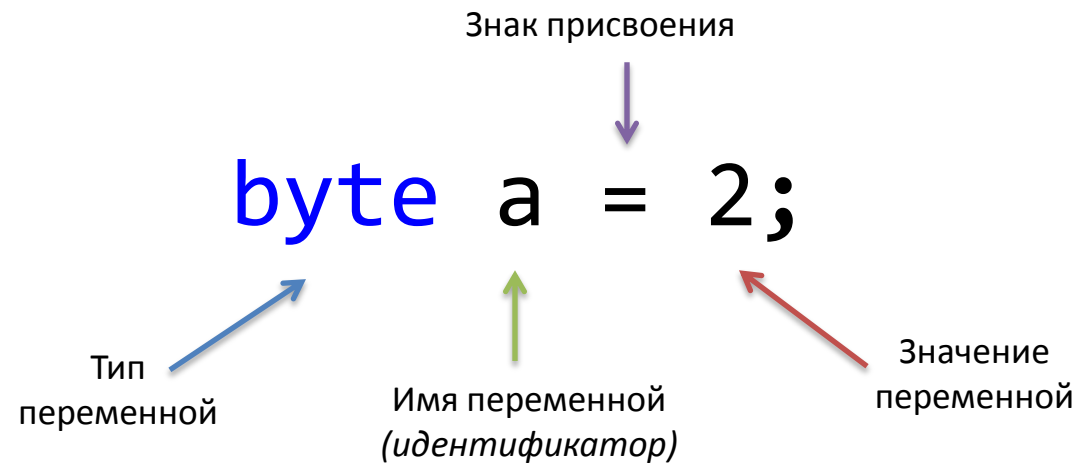 Знак присвоения
byte a = 2;
Тип
переменной
Имя переменной
(идентификатор)
Значение
переменной